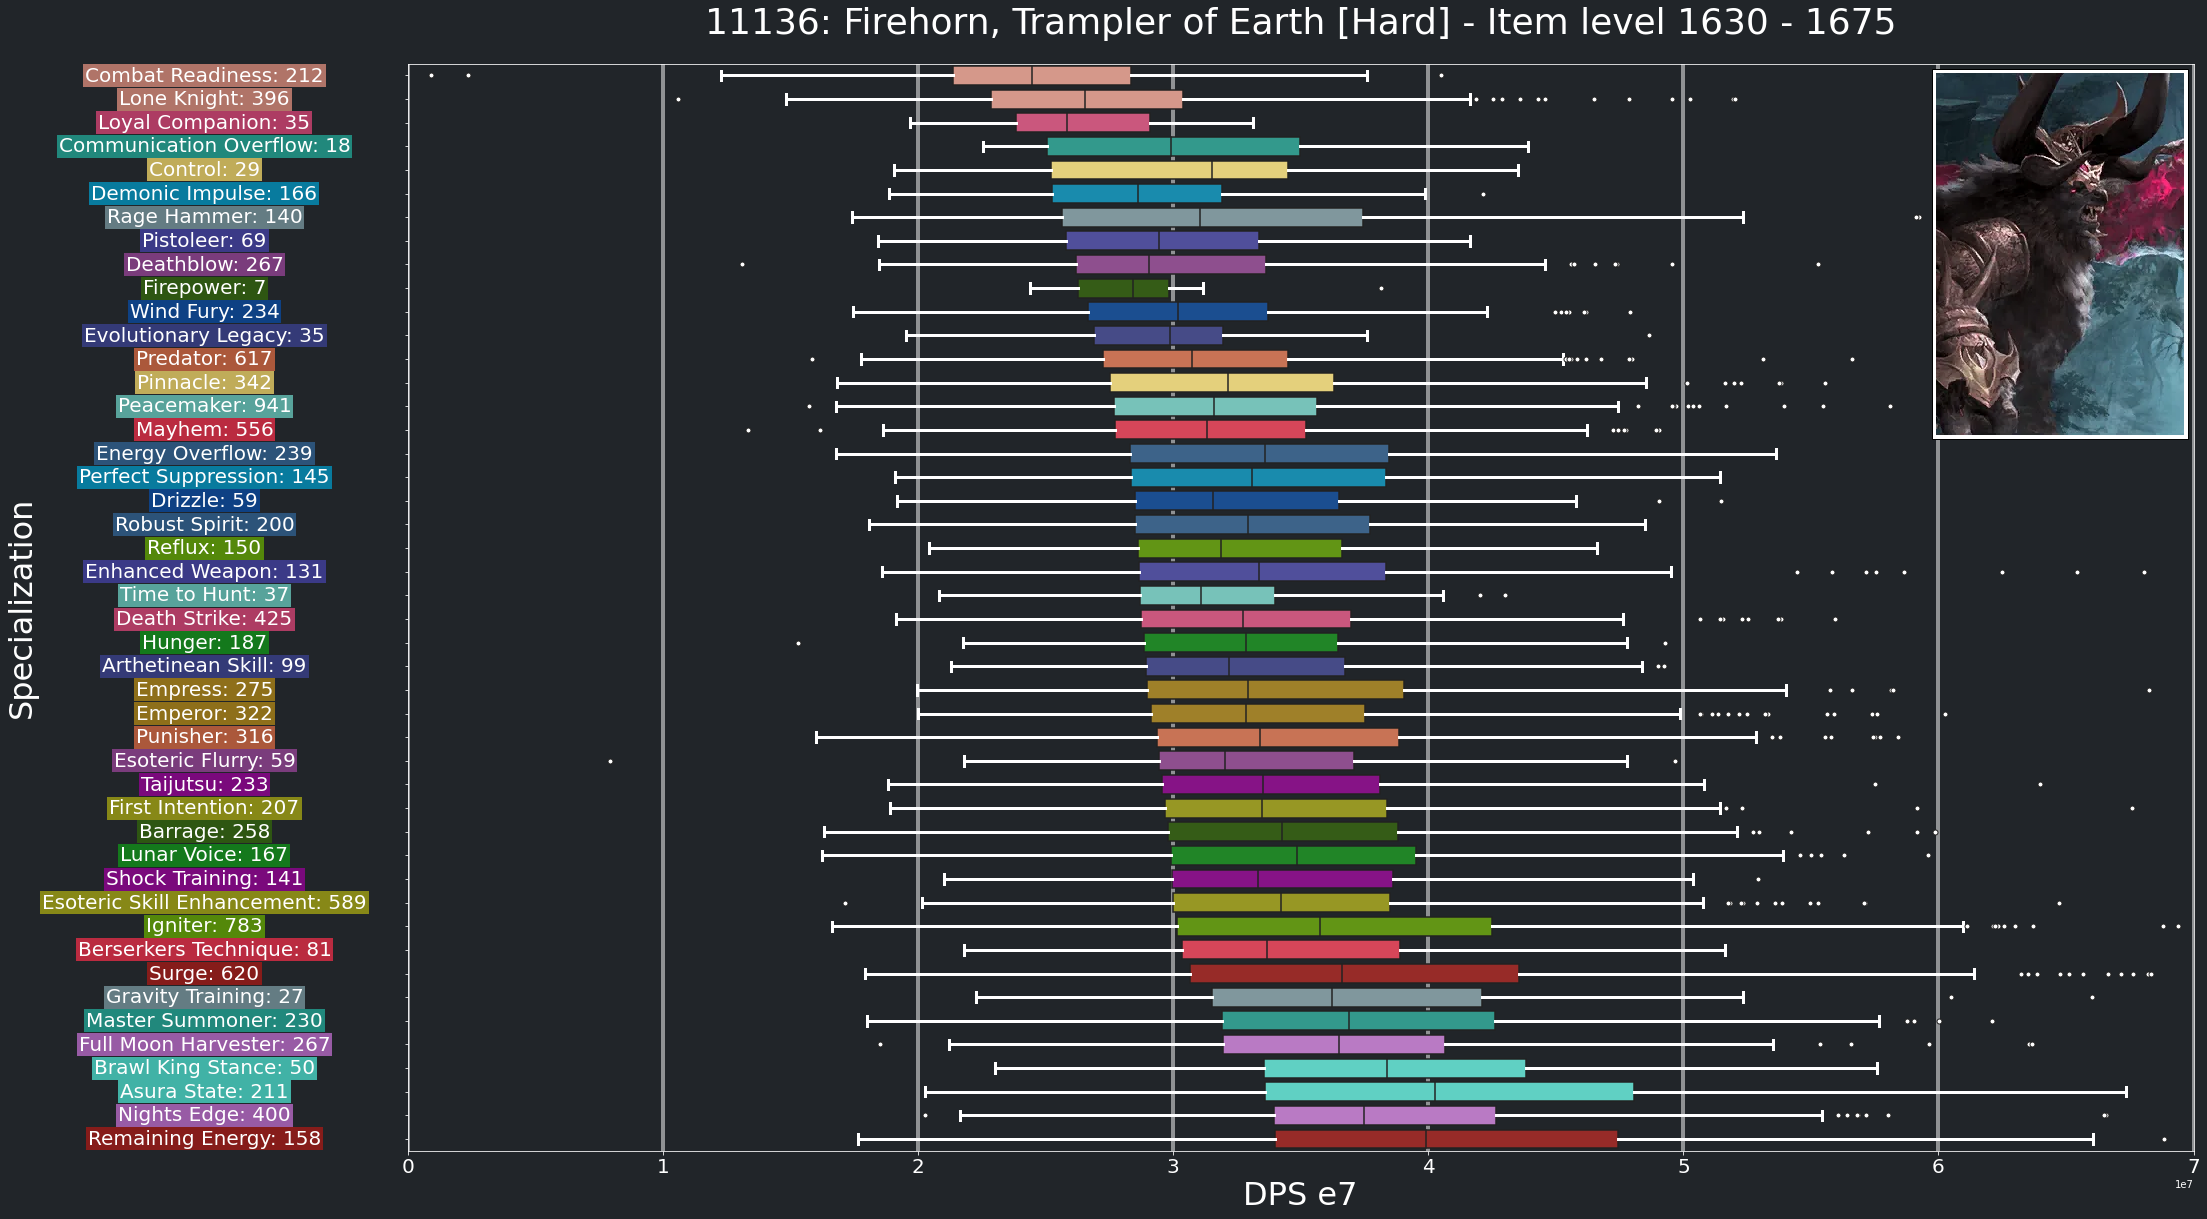 11136: Firehorn, Trampler of Earth [Hard] - Item level 1630 - 1675
Combat Readiness: 212
Lone Knight: 396
Loyal Companion: 35
Communication Overflow: 18
Control: 29
Demonic Impulse: 166
Rage Hammer: 140
Pistoleer: 69
Deathblow: 267
Firepower: 7
Wind Fury: 234
Evolutionary Legacy: 35
Predator: 617
Pinnacle: 342
Peacemaker: 941
Mayhem: 556
Energy Overflow: 239
Perfect Suppression: 145
Drizzle: 59
Robust Spirit: 200
Reflux: 150
Enhanced Weapon: 131
Time to Hunt: 37
Death Strike: 425
Hunger: 187
Arthetinean Skill: 99
Empress: 275
Emperor: 322
Punisher: 316
Esoteric Flurry: 59
Taijutsu: 233
First Intention: 207
Barrage: 258
Lunar Voice: 167
Shock Training: 141
Esoteric Skill Enhancement: 589
Igniter: 783
Berserkers Technique: 81
Surge: 620
Gravity Training: 27
Master Summoner: 230
Full Moon Harvester: 267
Brawl King Stance: 50
Asura State: 211
Nights Edge: 400
Remaining Energy: 158
Specialization
0 1 2 3 4 5 6 7
1e7
DPS e7